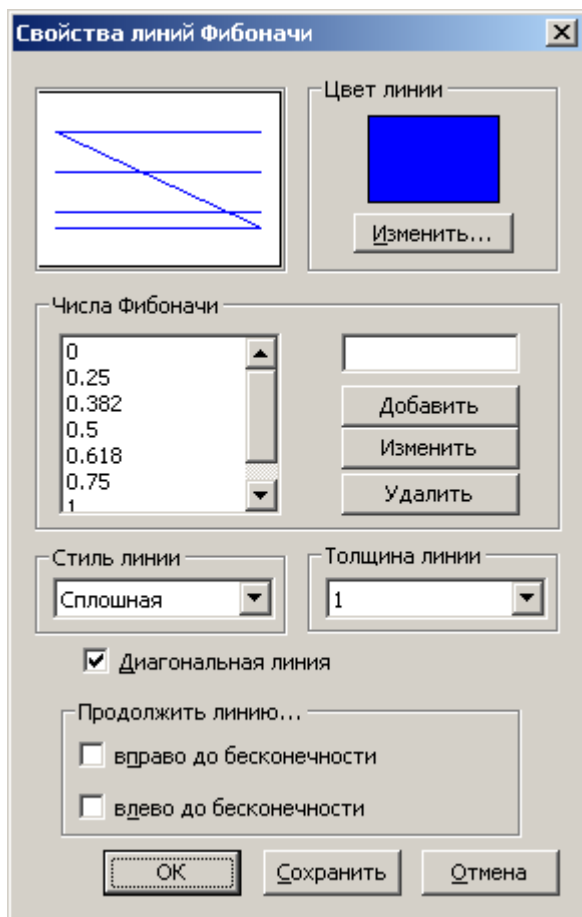 Свойства линий Фибоначи
Цвет линии
Изменить...
Числа Фибоначи
0
0.25
0.382
0.5
0.618
0.75
1
Добавить
Изменить
Удалить
Стиль линии
Сплошная
Толщина линии
1
Диагональная линия
Продолжить линию...
вправо до бесконечности
влево до бесконечности
OK
Сохранить
Отмена